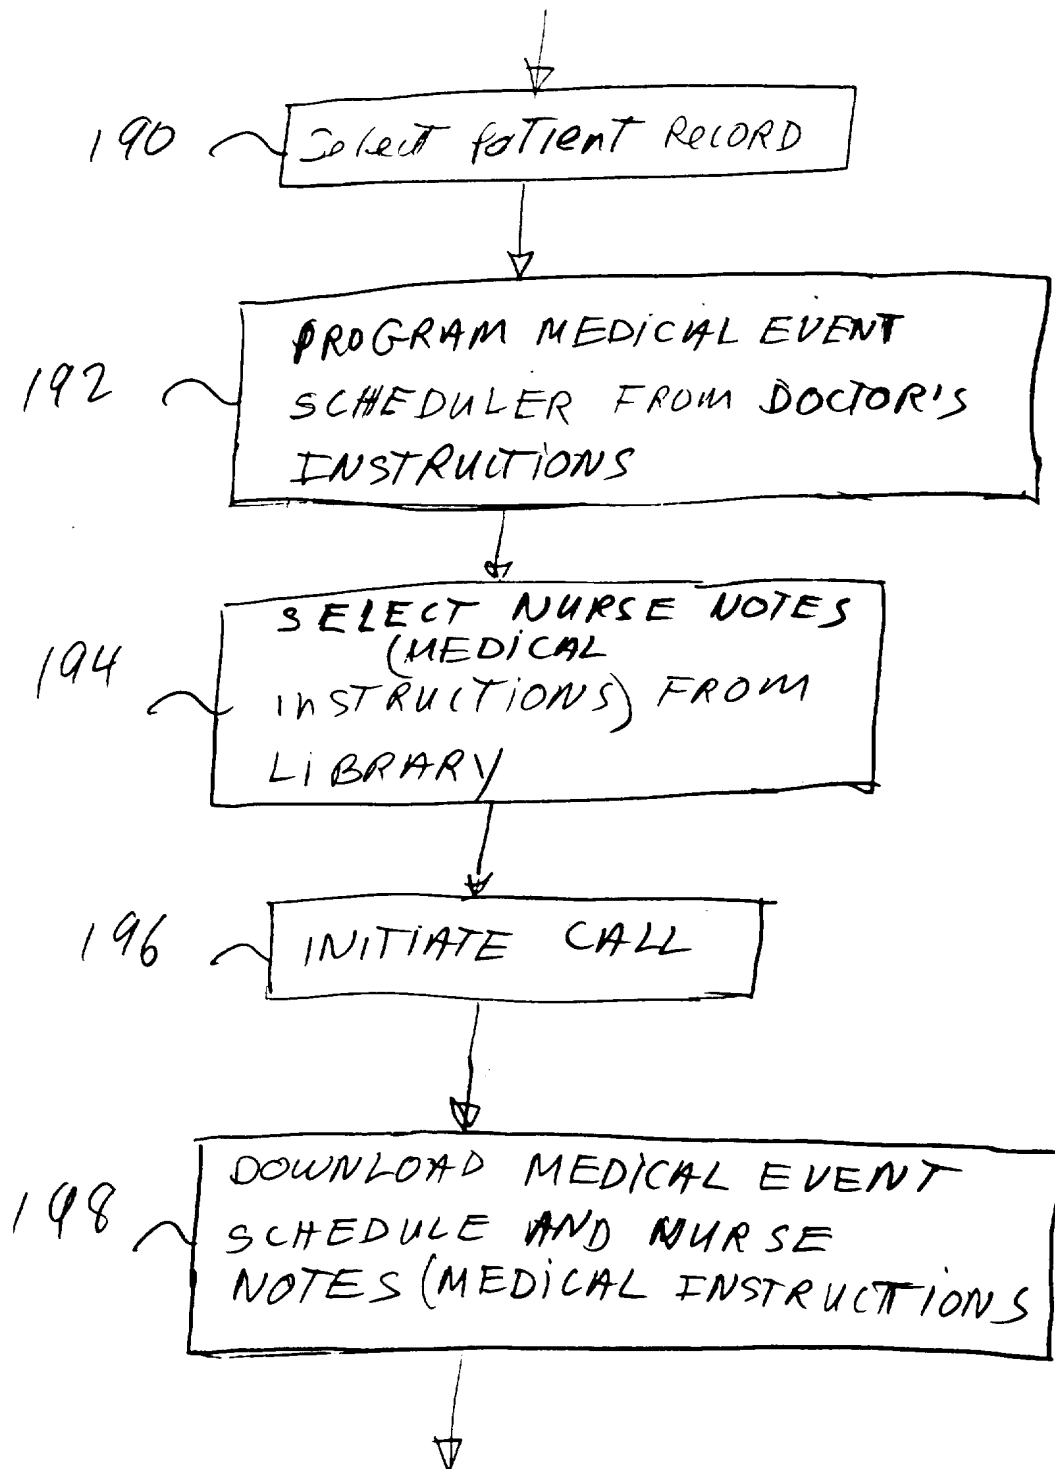 190 Select patient RECORD
PROGRAM MEDICAL EVENT
192 SCHEDULER FROM DOCTOR'S
INSTRUCTIONS
SELECT NURSE NOTES
(MEDICAL
194 INSTRUCTIONS) FROM
LIBRARY
196 INITIATE CALL
DOWNLOAD MEDICAL EVENT
198 SCHEDULE AND NURSE
NOTES (MEDICAL INSTRUCTIONS